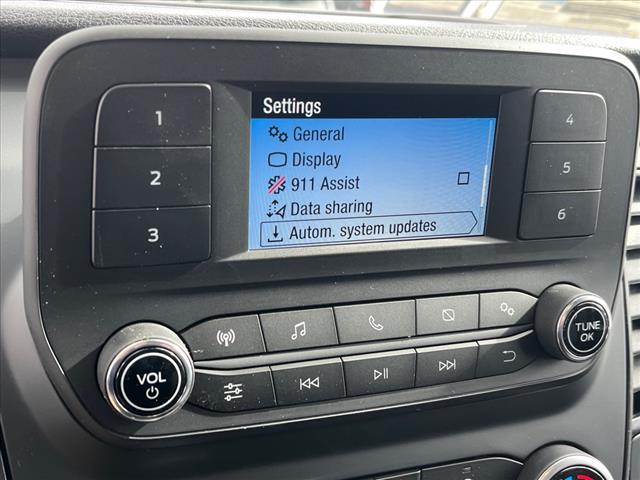 Settings
General
Display
911 Assist
Data sharing
Autom. system updates
1
2
3
4
5
6
VOL
TUNE
OK